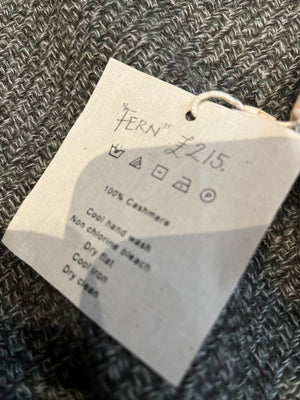 "FERN" £215.
P
100% Cashmere
Cool hand wash
Non chlorine bleach
Dry flat
Cool iron
Dry clean